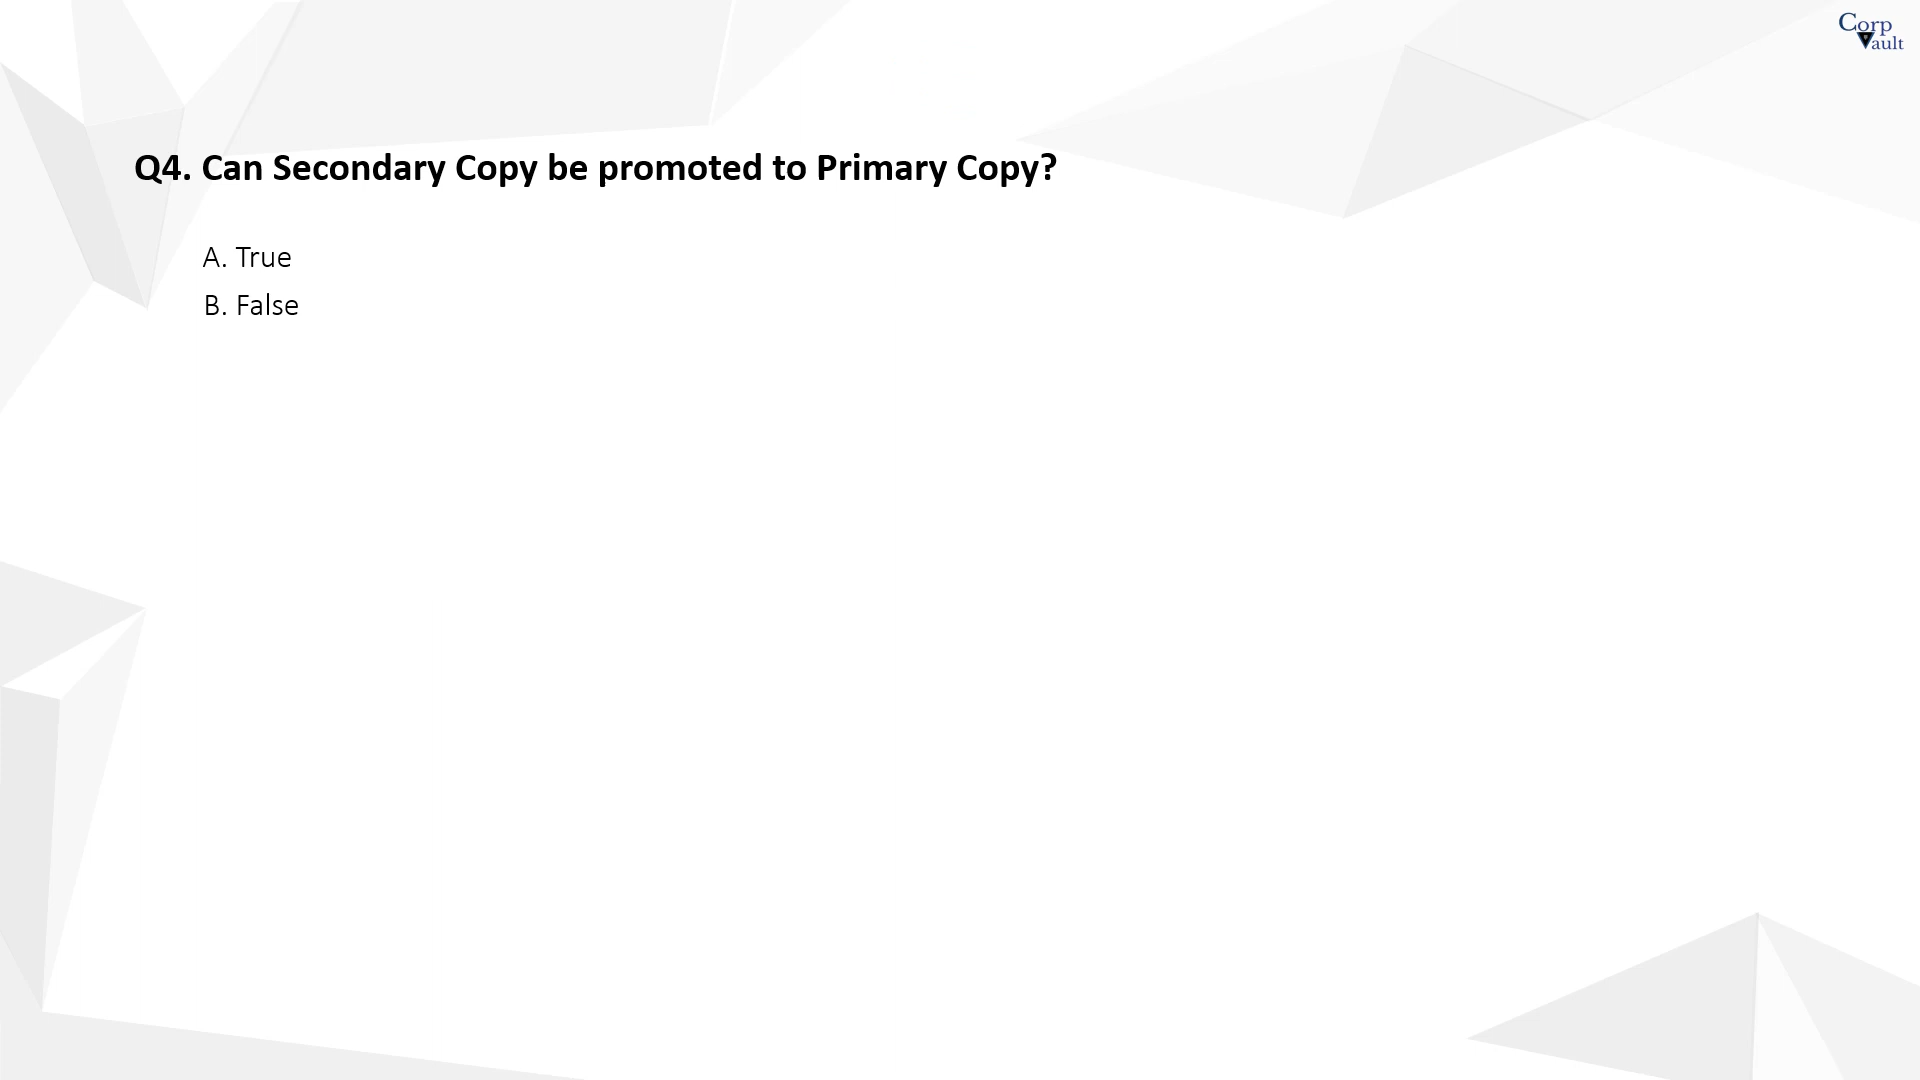 Corp
Vault
Q4. Can Secondary Copy be promoted to Primary Copy?
A. True
B. False